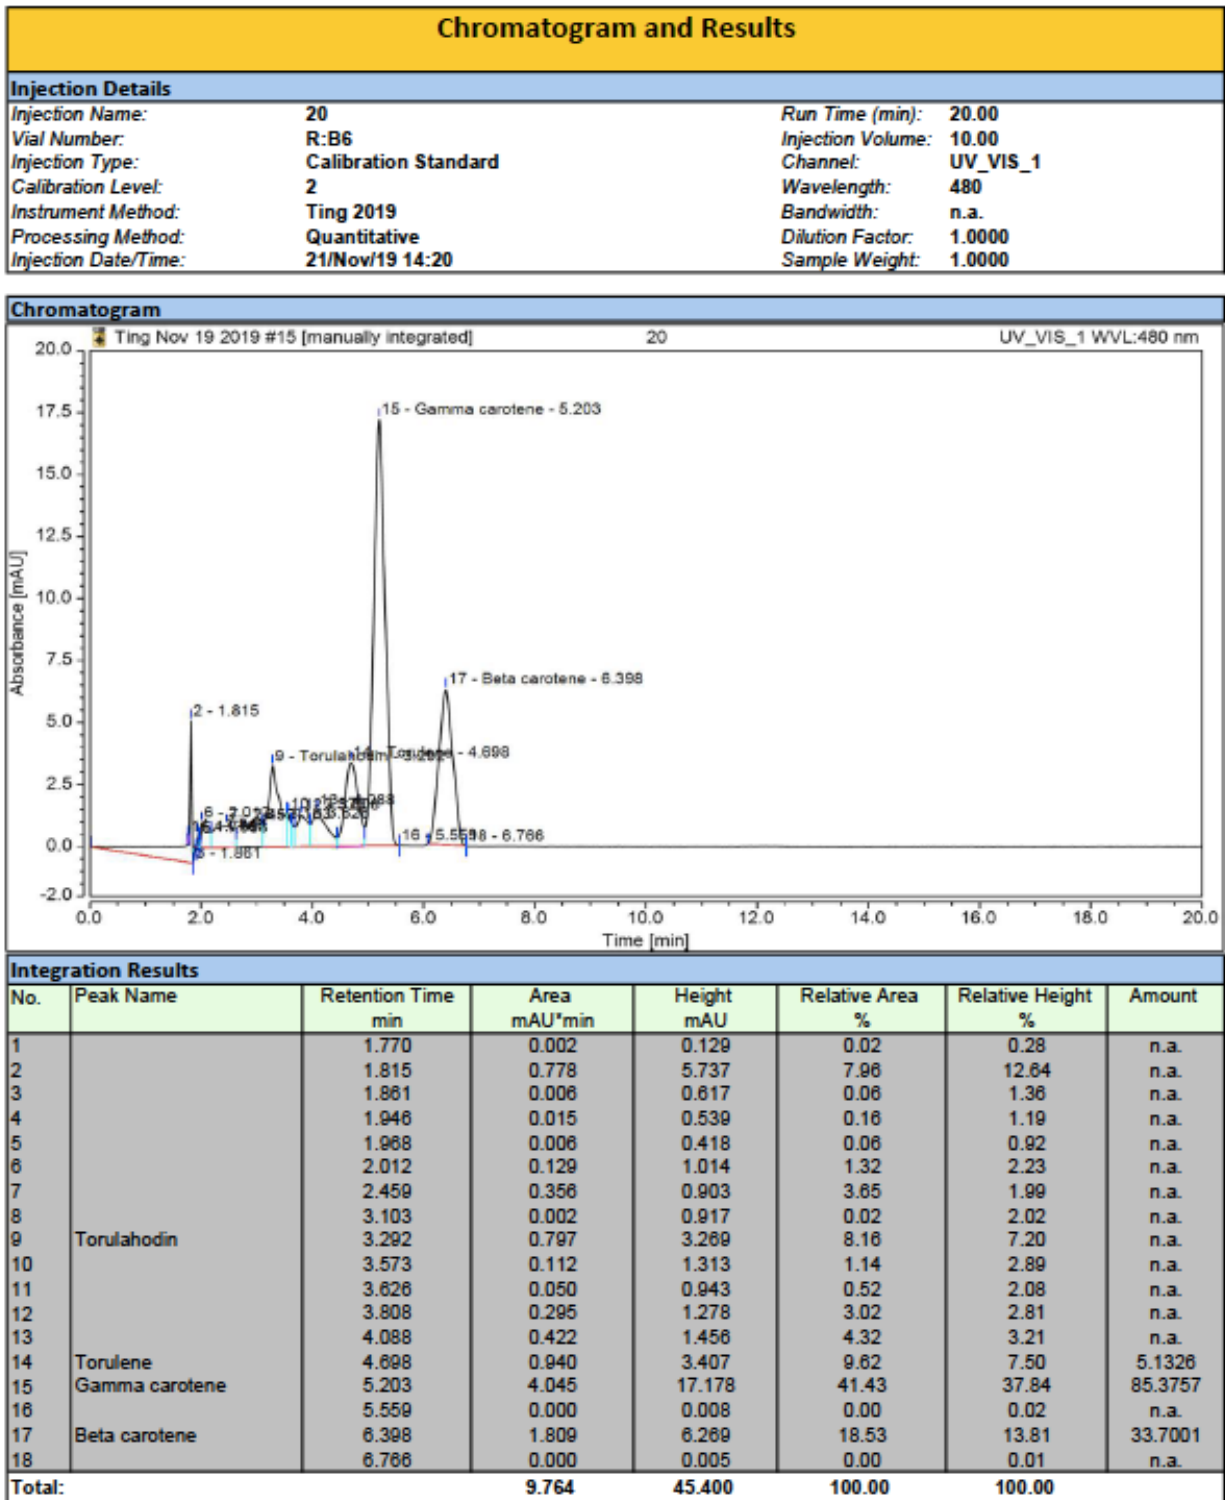 Chromatogram and Results
Injection Details
Injection Name: 20 Run Time (min): 20.00
Vial Number: R:B6 Injection Volume: 10.00
Injection Type: Calibration Standard Channel: UV_VIS_1
Calibration Level: 2 Wavelength: 480
Instrument Method: Ting 2019 Bandwidth: n.a.
Processing Method: Quantitative Dilution Factor: 1.0000
Injection Date/Time: 21/Nov/19 14:20 Sample Weight: 1.0000
Chromatogram
Ting Nov 19 2019 #15 [manually integrated] 20 UV_VIS_1 WVL:480 nm
20.0
17.5
15.0
12.5
10.0
7.5
5.0
2.5
0.0
-2.0
Absorbance [mAU]
15 - Gamma carotene - 5.203
17 - Beta carotene - 6.398
2 - 1.815
9 - Torulahodin - 3.292
14 - Torulene - 4.698
16 - 5.559
18 - 6.766
3 - 1.861
0.0 2.0 4.0 6.0 8.0 10.0 12.0 14.0 16.0 18.0 20.0
Time [min]
Integration Results
No. Peak Name Retention Time Area Height Relative Area Relative Height Amount
min mAU*min mAU % %
1 1.770 0.002 0.129 0.02 0.28 n.a.
2 1.815 0.778 5.737 7.96 12.64 n.a.
3 1.861 0.006 0.617 0.06 1.36 n.a.
4 1.946 0.015 0.539 0.16 1.19 n.a.
5 1.968 0.006 0.418 0.06 0.92 n.a.
6 2.012 0.129 1.014 1.32 2.23 n.a.
7 2.459 0.356 0.903 3.65 1.99 n.a.
8 3.103 0.002 0.917 0.02 2.02 n.a.
9 Torulahodin 3.292 0.797 3.269 8.16 7.20 n.a.
10 3.573 0.112 1.313 1.14 2.89 n.a.
11 3.626 0.050 0.943 0.52 2.08 n.a.
12 3.808 0.295 1.278 3.02 2.81 n.a.
13 4.088 0.422 1.456 4.32 3.21 n.a.
14 Torulene 4.698 0.940 3.407 9.62 7.50 5.1326
15 Gamma carotene 5.203 4.045 17.178 41.43 37.84 85.3757
16 5.559 0.000 0.008 0.00 0.02 n.a.
17 Beta carotene 6.398 1.809 6.269 18.53 13.81 33.7001
18 6.766 0.000 0.005 0.00 0.01 n.a.
Total: 9.764 45.400 100.00 100.00